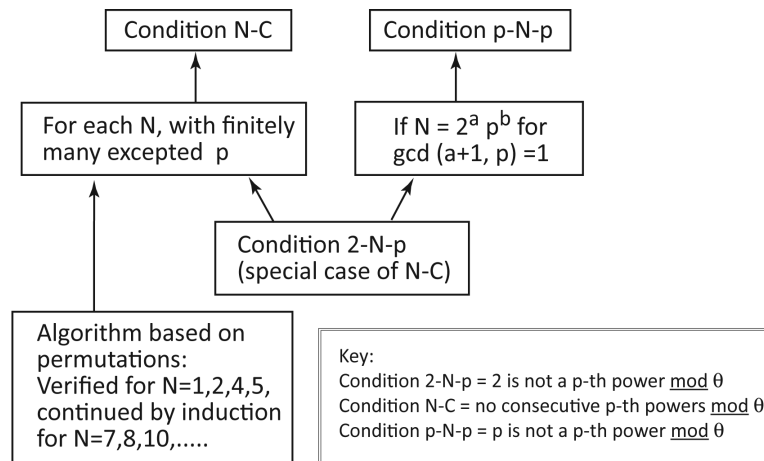 Condition N-C
Condition p-N-p
For each N, with finitely
many excepted p
If N = 2ᵃ pᵇ for
gcd (a+1, p) =1
Condition 2-N-p
(special case of N-C)
Algorithm based on
permutations:
Verified for N=1,2,4,5,
continued by induction
for N=7,8,10,.....
Key:
Condition 2-N-p = 2 is not a p-th power mod θ
Condition N-C = no consecutive p-th powers mod θ
Condition p-N-p = p is not a p-th power mod θ